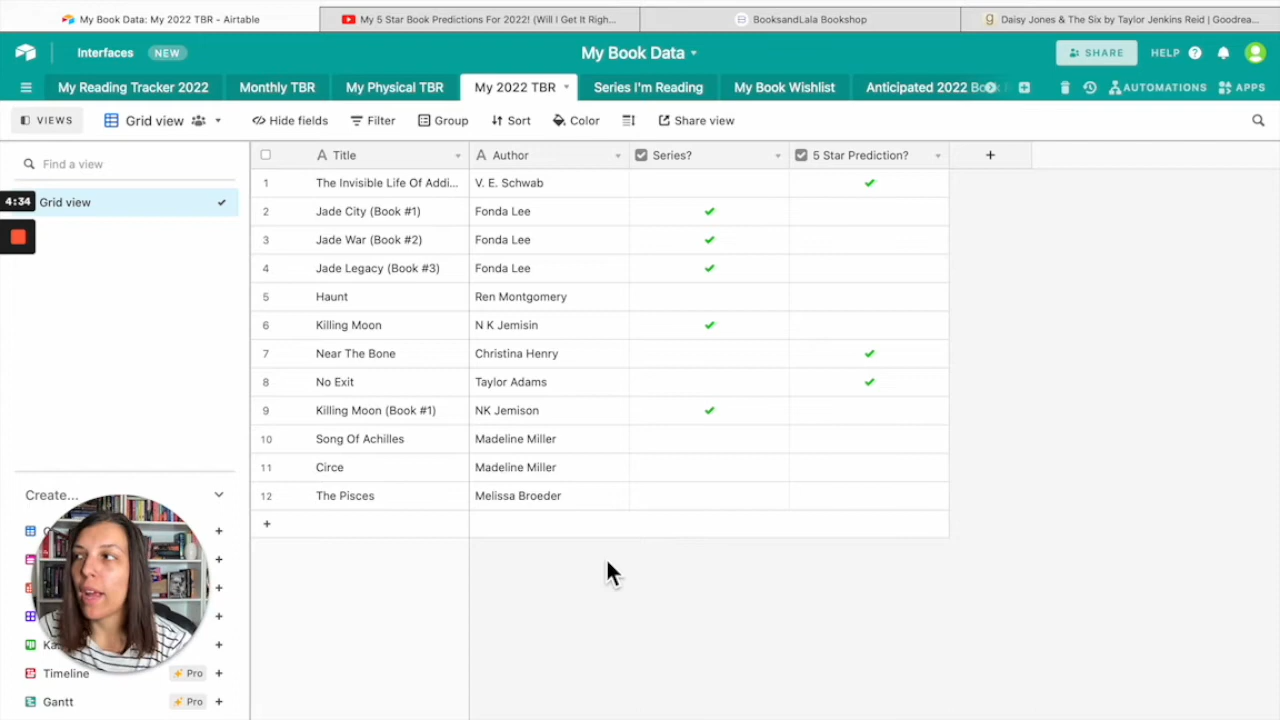 My Book Data: My 2022 TBR - Airtable
My 5 Star Book Predictions For 2022! (Will I Get It Righ...
BooksandLala Bookshop
Daisy Jones & The Six by Taylor Jenkins Reid | Goodrea...
Interfaces NEW
My Book Data
SHARE
HELP
My Reading Tracker 2022
Monthly TBR
My Physical TBR
My 2022 TBR
Series I'm Reading
My Book Wishlist
Anticipated 2022 Book
AUTOMATIONS
APPS
VIEWS
Grid view
Hide fields
Filter
Group
Sort
Color
Share view
Find a view
4:34
Grid view
Title Author Series? 5 Star Prediction?
1 The Invisible Life Of Addi... V. E. Schwab
2 Jade City (Book #1) Fonda Lee
3 Jade War (Book #2) Fonda Lee
4 Jade Legacy (Book #3) Fonda Lee
5 Haunt Ren Montgomery
6 Killing Moon N K Jemisin
7 Near The Bone Christina Henry
8 No Exit Taylor Adams
9 Killing Moon (Book #1) NK Jemison
10 Song Of Achilles Madeline Miller
11 Circe Madeline Miller
12 The Pisces Melissa Broeder
Create...
Timeline Pro
Gantt Pro